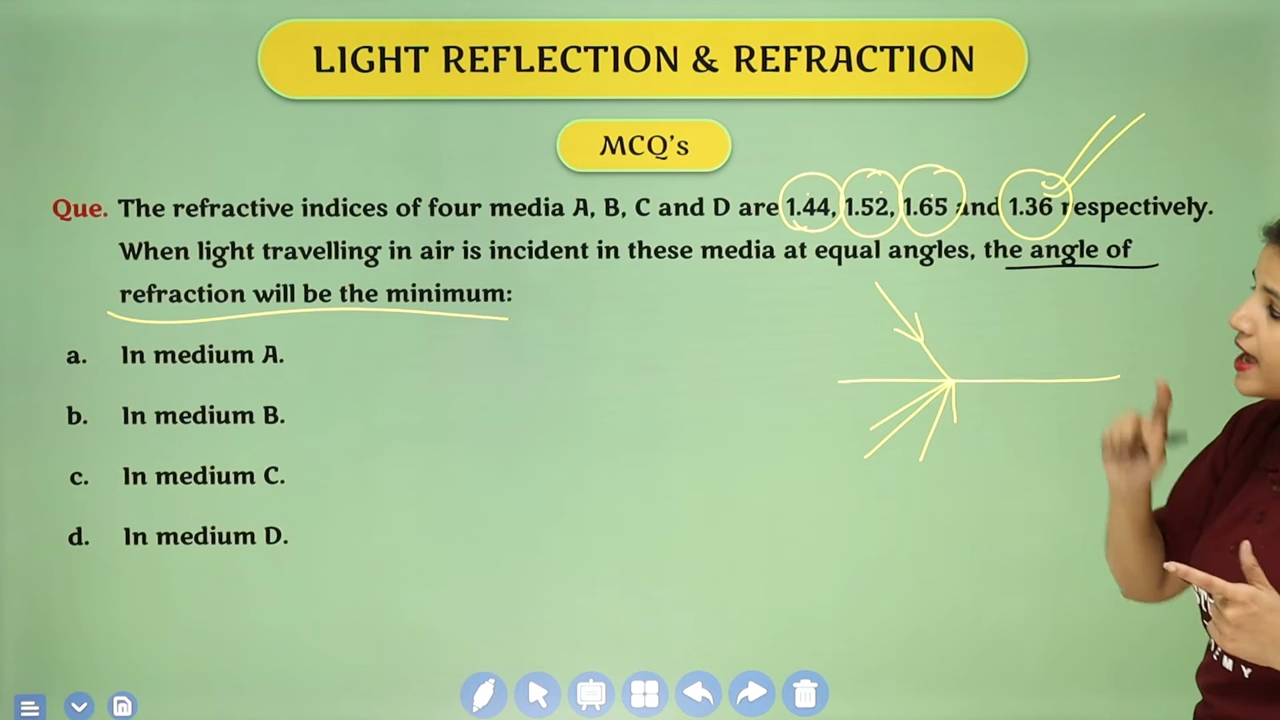 LIGHT REFLECTION & REFRACTION
MCQ's
Que. The refractive indices of four media A, B, C and D are 1.44, 1.52, 1.65 and 1.36 respectively.
When light travelling in air is incident in these media at equal angles, the angle of
refraction will be the minimum:
a. In medium A.
b. In medium B.
c. In medium C.
d. In medium D.